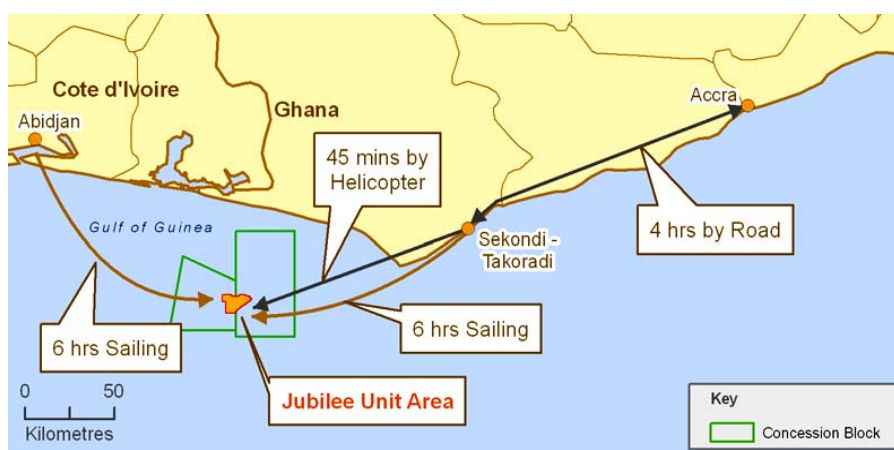 Cote d'Ivoire
Abidjan
Ghana
Accra
45 mins by
Helicopter
4 hrs by Road
Gulf of Guinea
Sekondi -
Takoradi
6 hrs Sailing
6 hrs Sailing
Jubilee Unit Area
0 50
Kilometres
Key
Concession Block